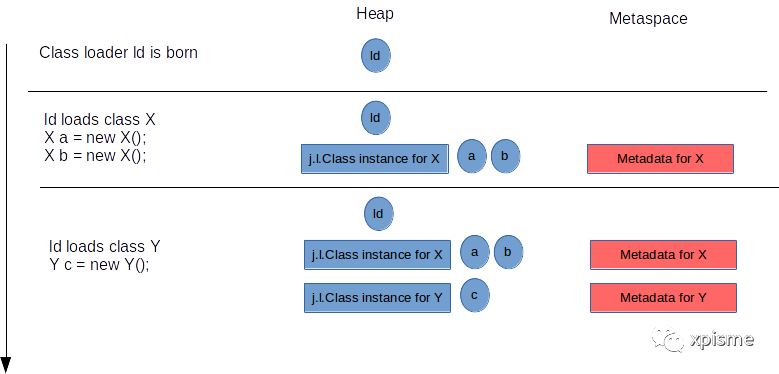 Heap
Metaspace
Class loader ld is born
ld
ld loads class X
X a = new X();
X b = new X();
ld
j.l.Class instance for X
a
b
Metadata for X
ld loads class Y
Y c = new Y();
ld
j.l.Class instance for X
a
b
Metadata for X
j.l.Class instance for Y
c
Metadata for Y
xpisme